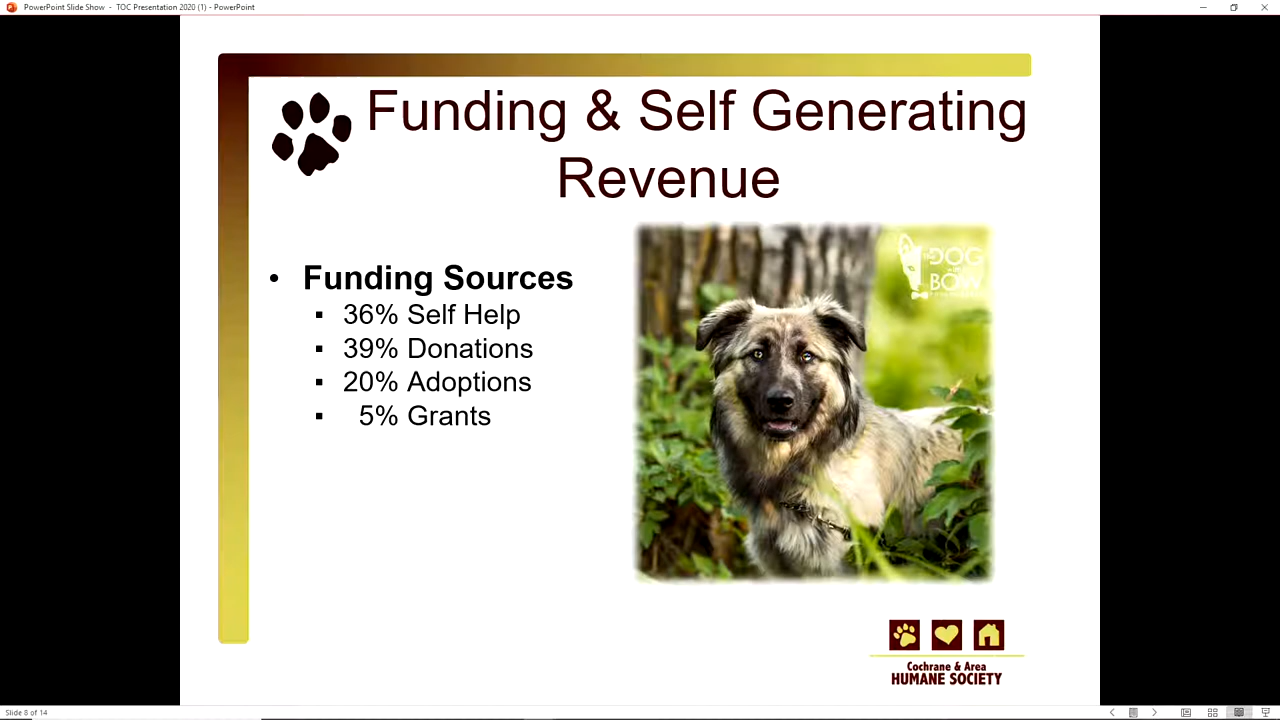 PowerPoint Slide Show - TOC Presentation 2020 (1) - PowerPoint
Funding & Self Generating
Revenue
• Funding Sources
▪ 36% Self Help
▪ 39% Donations
▪ 20% Adoptions
▪ 5% Grants
DOG
BOW
Cochrane & Area
HUMANE SOCIETY
Slide 8 of 14